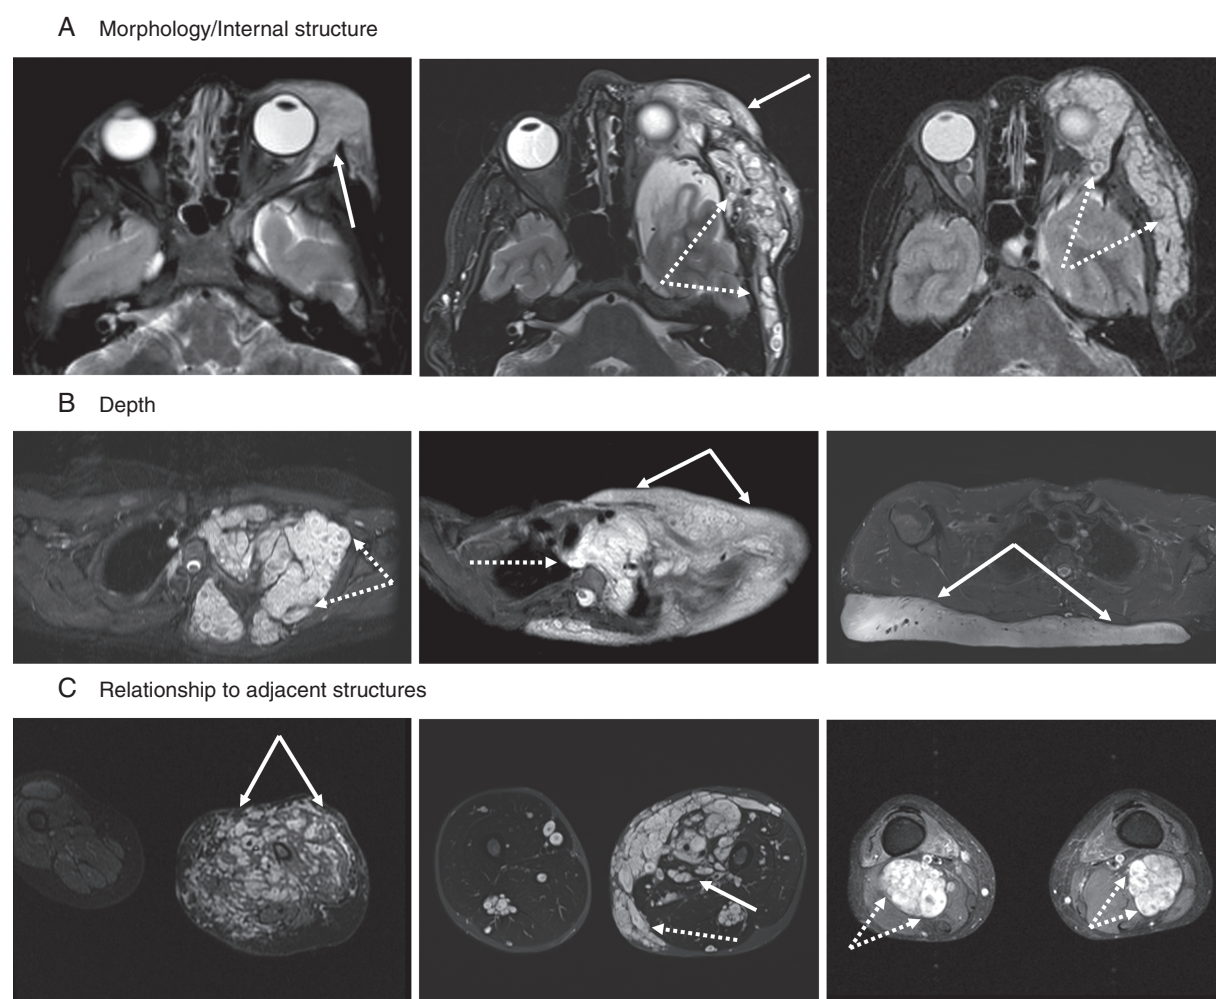 A Morphology/Internal structure
B Depth
C Relationship to adjacent structures